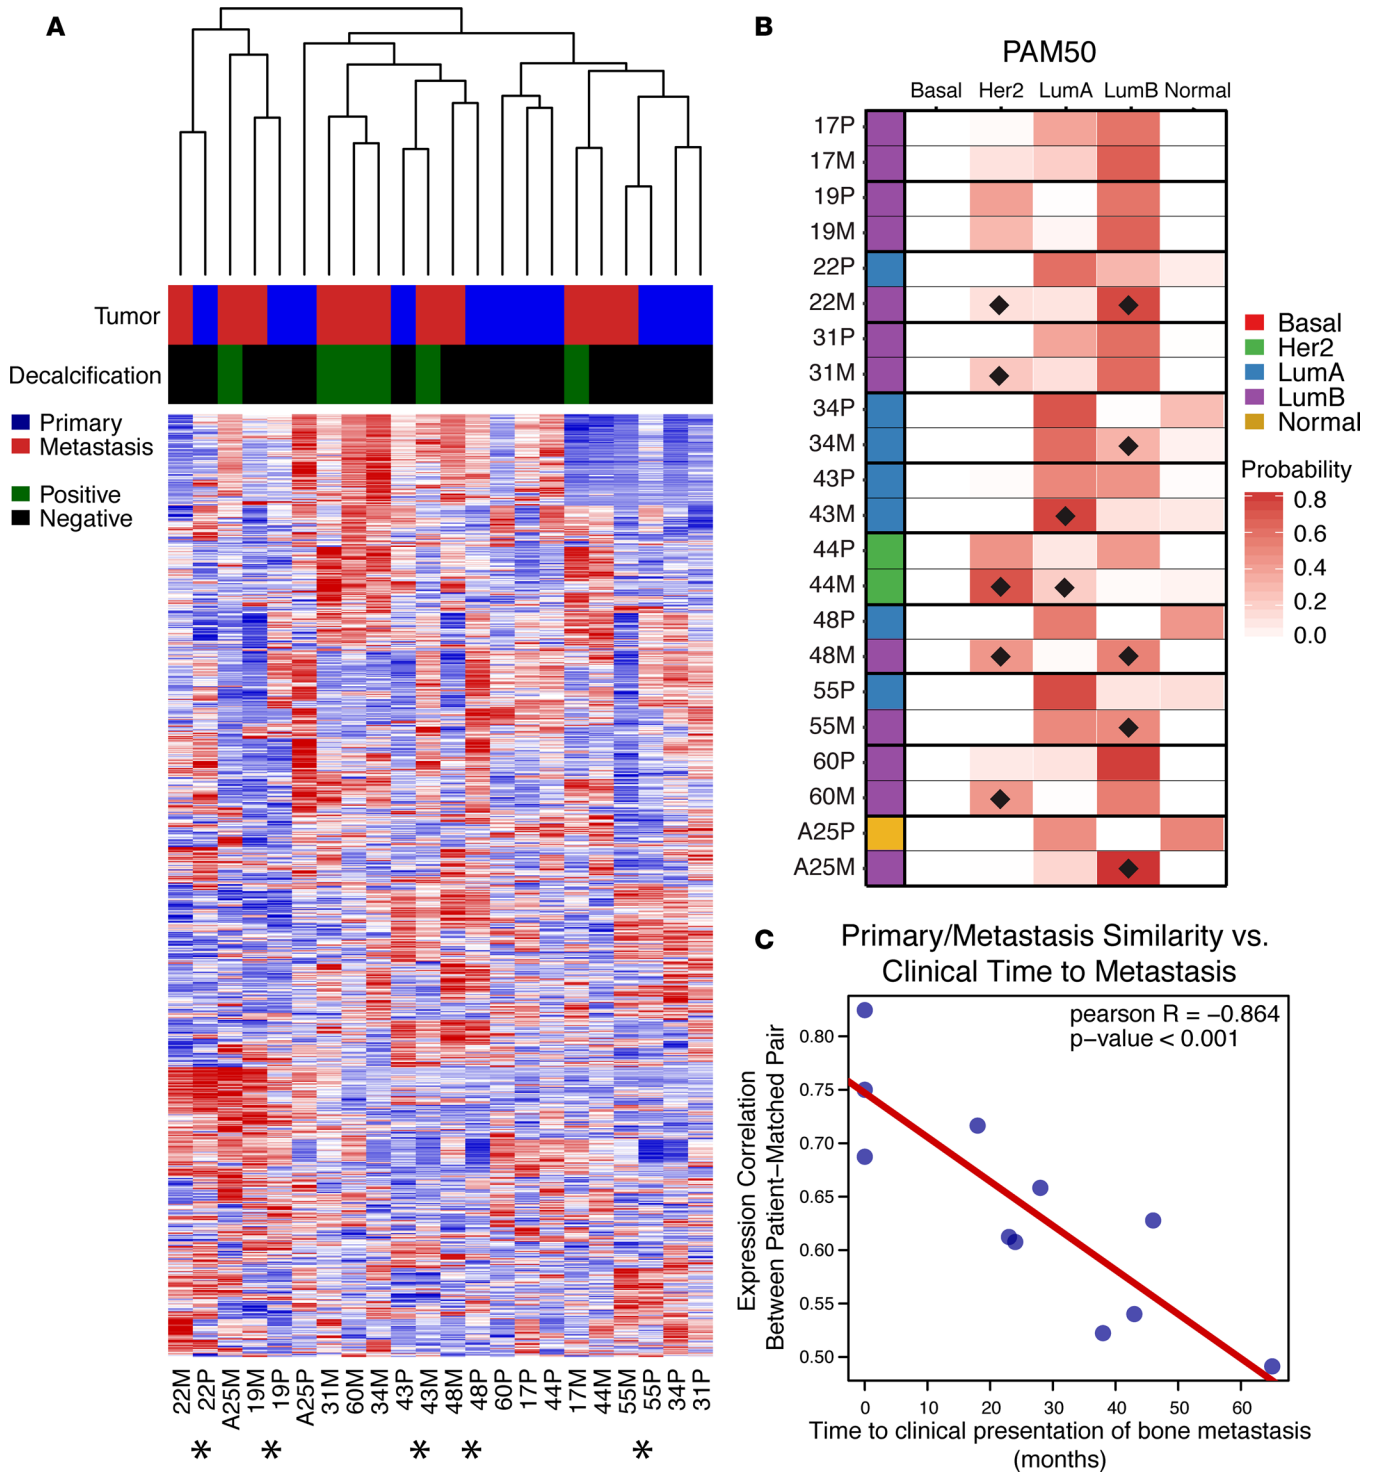 A
Tumor
Decalcification
Primary
Metastasis
Positive
Negative
22M 22P A25M 19M 19P A25P 31M 60M 34M 43P 43M 48M 48P 60P 17P 44P 17M 44M 55M 55P 34P 31P
* * * * *
B
PAM50
Basal Her2 LumA LumB Normal
17P
17M
19P
19M
22P
22M
31P
31M
34P
34M
43P
43M
44P
44M
48P
48M
55P
55M
60P
60M
A25P
A25M
Basal
Her2
LumA
LumB
Normal
Probability
0.8
0.6
0.4
0.2
0.0
C
Primary/Metastasis Similarity vs.
Clinical Time to Metastasis
pearson R = −0.864
p−value < 0.001
Expression Correlation
Between Patient−Matched Pair
0.80
0.75
0.70
0.65
0.60
0.55
0.50
0 10 20 30 40 50 60
Time to clinical presentation of bone metastasis
(months)